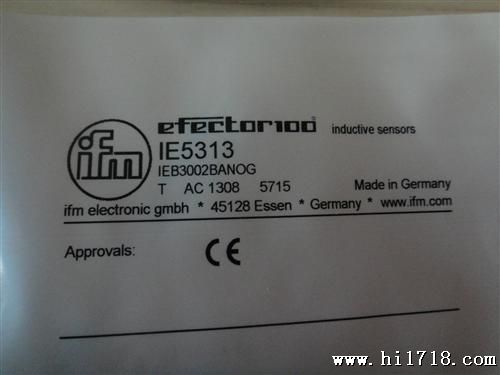 ifm
efector100® inductive sensors
IE5313
IEB3002BANOG
T AC 1308 5715 Made in Germany
ifm electronic gmbh * 45128 Essen * Germany * www.ifm.com
Approvals: CE
www.hi1718.com